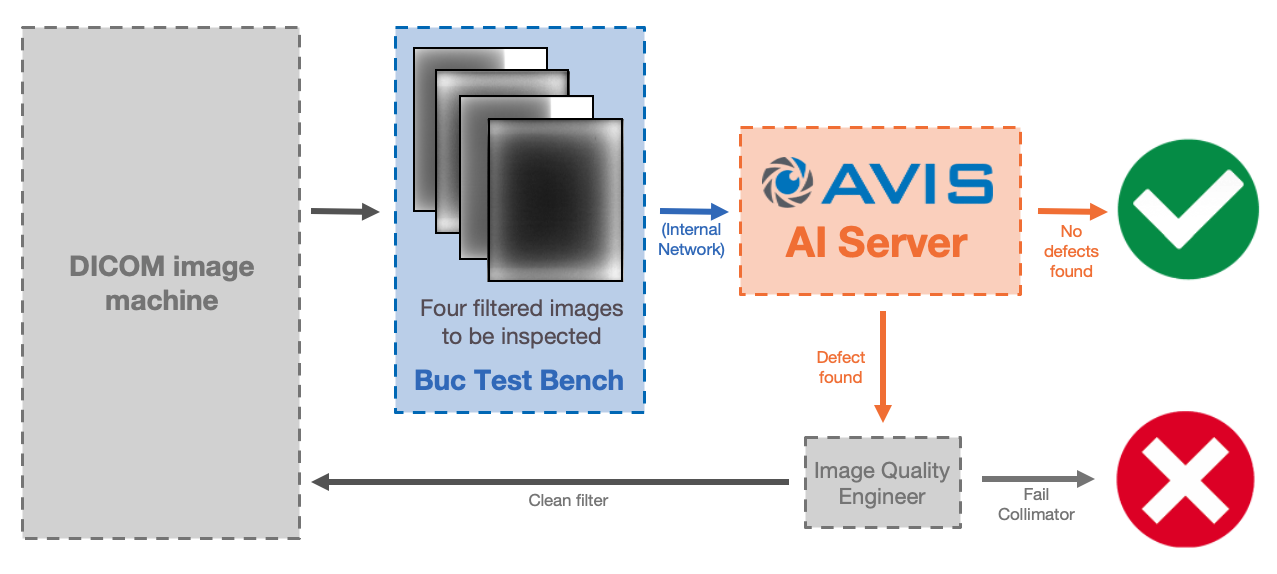 DICOM image
machine
Four filtered images
to be inspected
Buc Test Bench
(Internal
Network)
AVIS
AI Server
No
defects
found
Defect
found
Image Quality
Engineer
Clean filter
Fail
Collimator